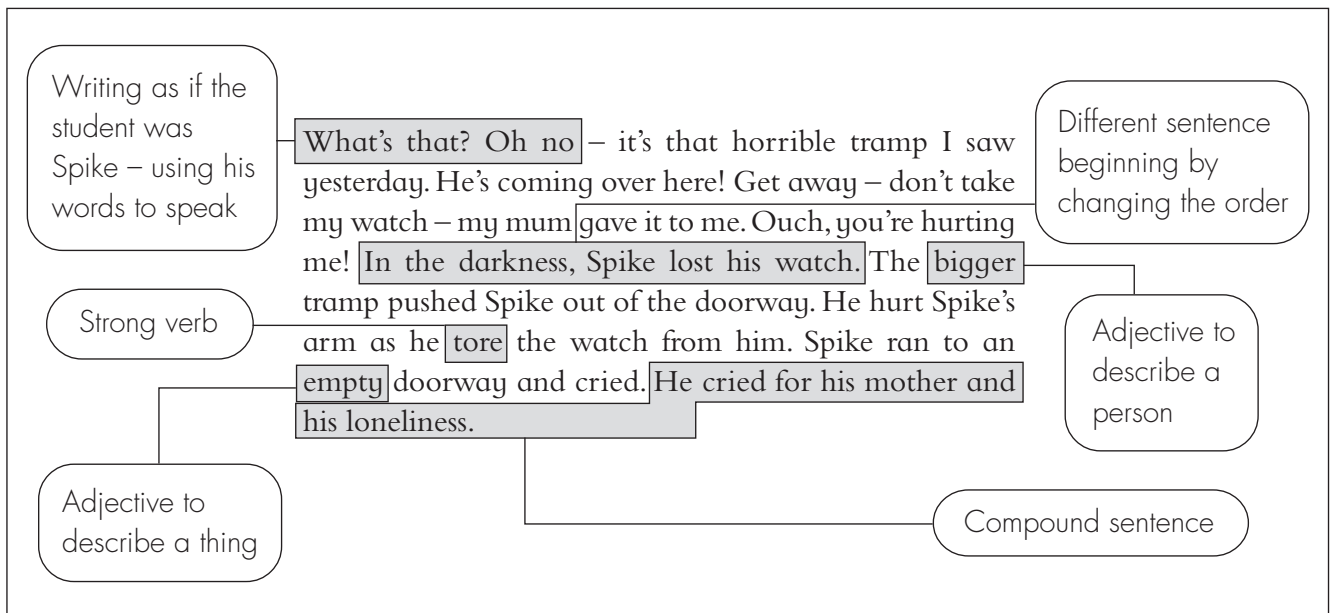 Writing as if the
student was
Spike – using his
words to speak
What's that? Oh no – it's that horrible tramp I saw
yesterday. He's coming over here! Get away – don't take
my watch – my mum gave it to me. Ouch, you're hurting
me! In the darkness, Spike lost his watch. The bigger
tramp pushed Spike out of the doorway. He hurt Spike's
arm as he tore the watch from him. Spike ran to an
empty doorway and cried. He cried for his mother and
his loneliness.
Different sentence
beginning by
changing the order
Strong verb
Adjective to
describe a
person
Adjective to
describe a thing
Compound sentence